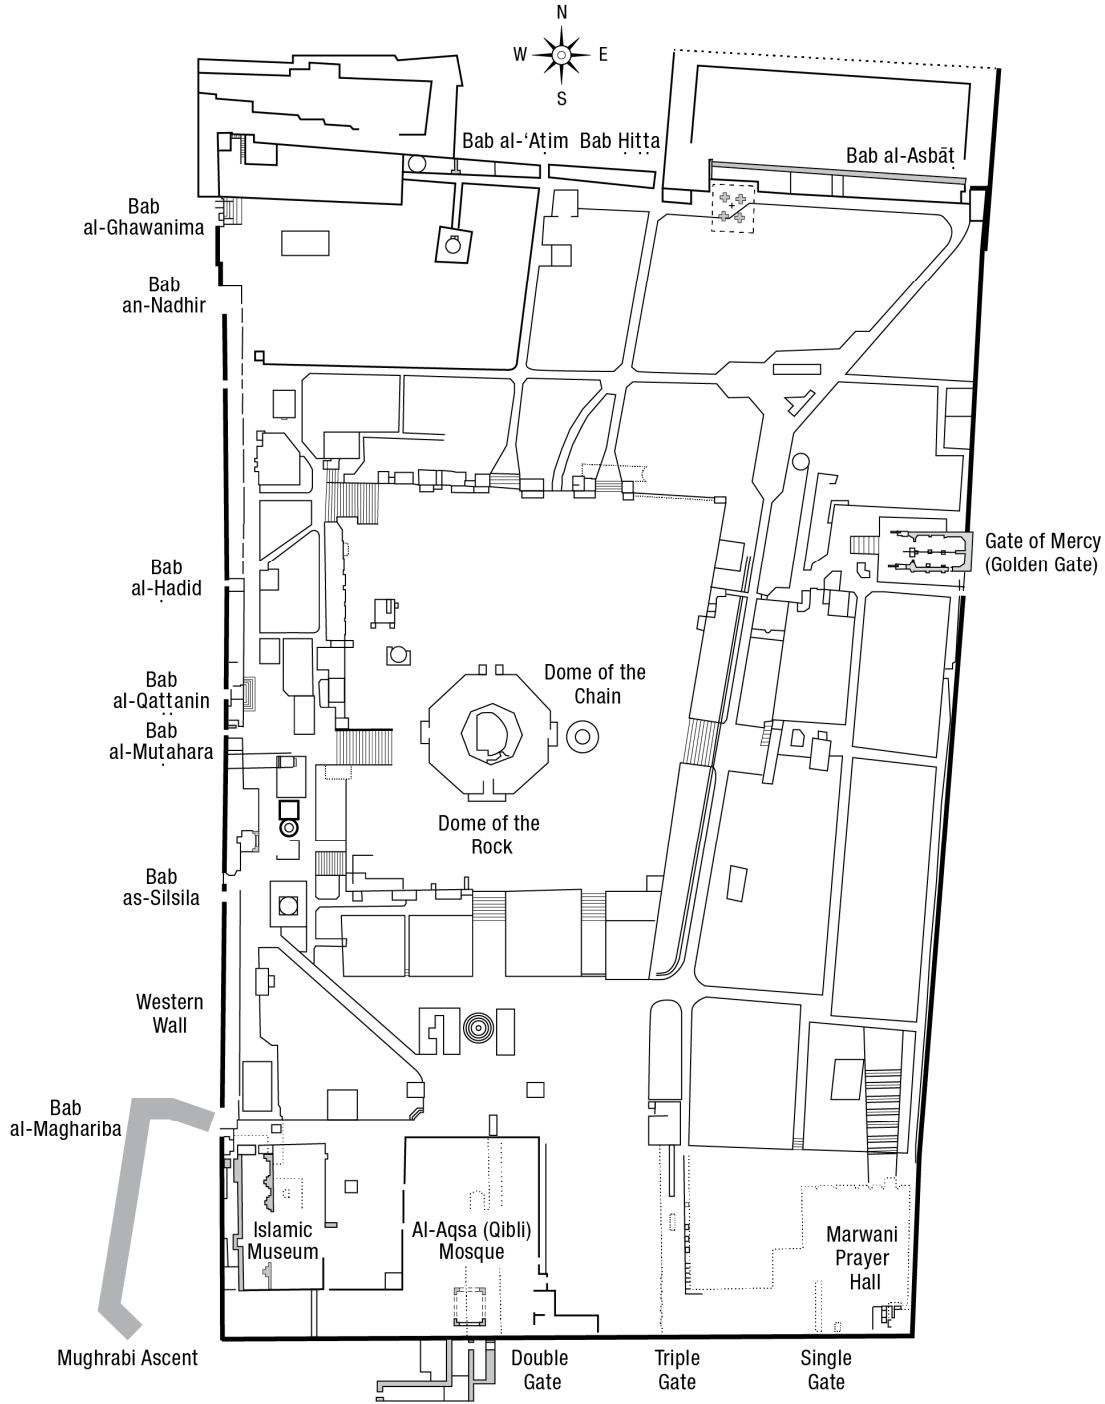 N
W E
S
Bab al-‘Atim Bab Hitta
Bab al-Asbāt
Bab
al-Ghawanima
Bab
an-Nadhir
Gate of Mercy
(Golden Gate)
Bab
al-Hadid
Dome of the
Chain
Bab
al-Qattanin
Bab
al-Mutahara
Dome of the
Rock
Bab
as-Silsila
Western
Wall
Bab
al-Maghariba
Islamic
Museum
Al-Aqsa (Qibli)
Mosque
Marwani
Prayer
Hall
Mughrabi Ascent
Double
Gate
Triple
Gate
Single
Gate